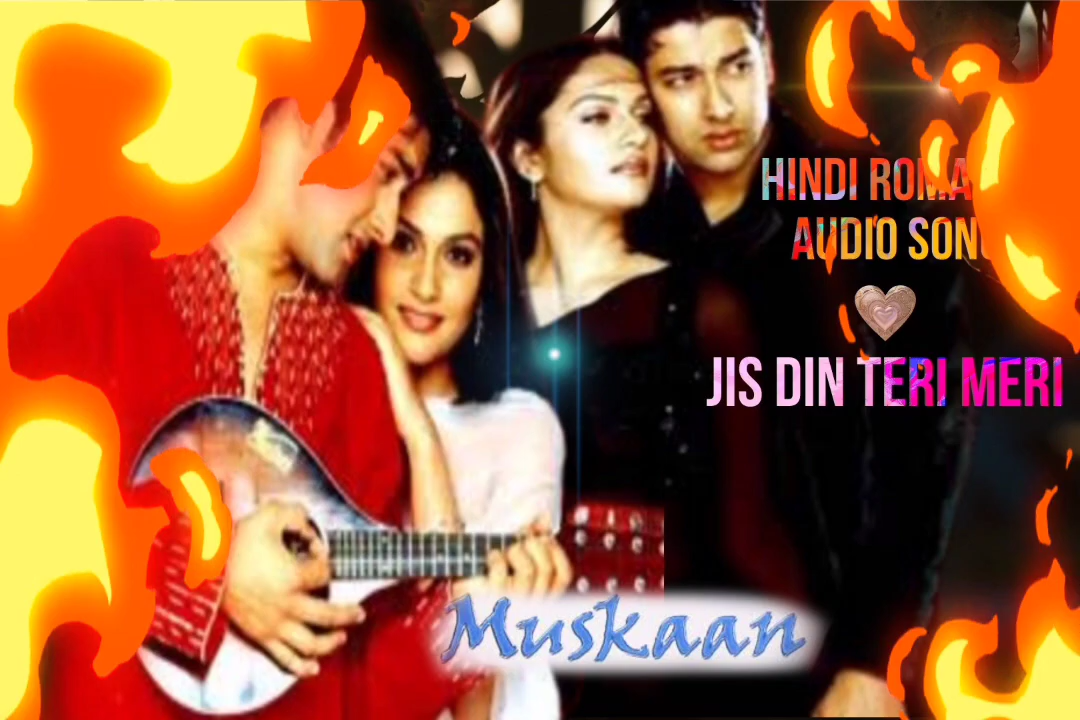 HINDI ROMA
AUDIO SON
JIS DIN TERI MERI
Muskaan